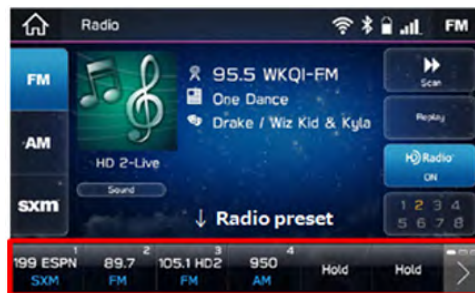 Radio
FM
FM
AM
sxm
HD 2-Live
Sound
95.5 WKQI-FM
One Dance
Drake / Wiz Kid & Kyla
↓ Radio preset
Scan
Replay
HD Radio
ON
1 2 3 4
5 6 7 8
1
199 ESPN
SXM
2
89.7
FM
3
105.1 HD2
FM
4
950
AM
Hold
Hold